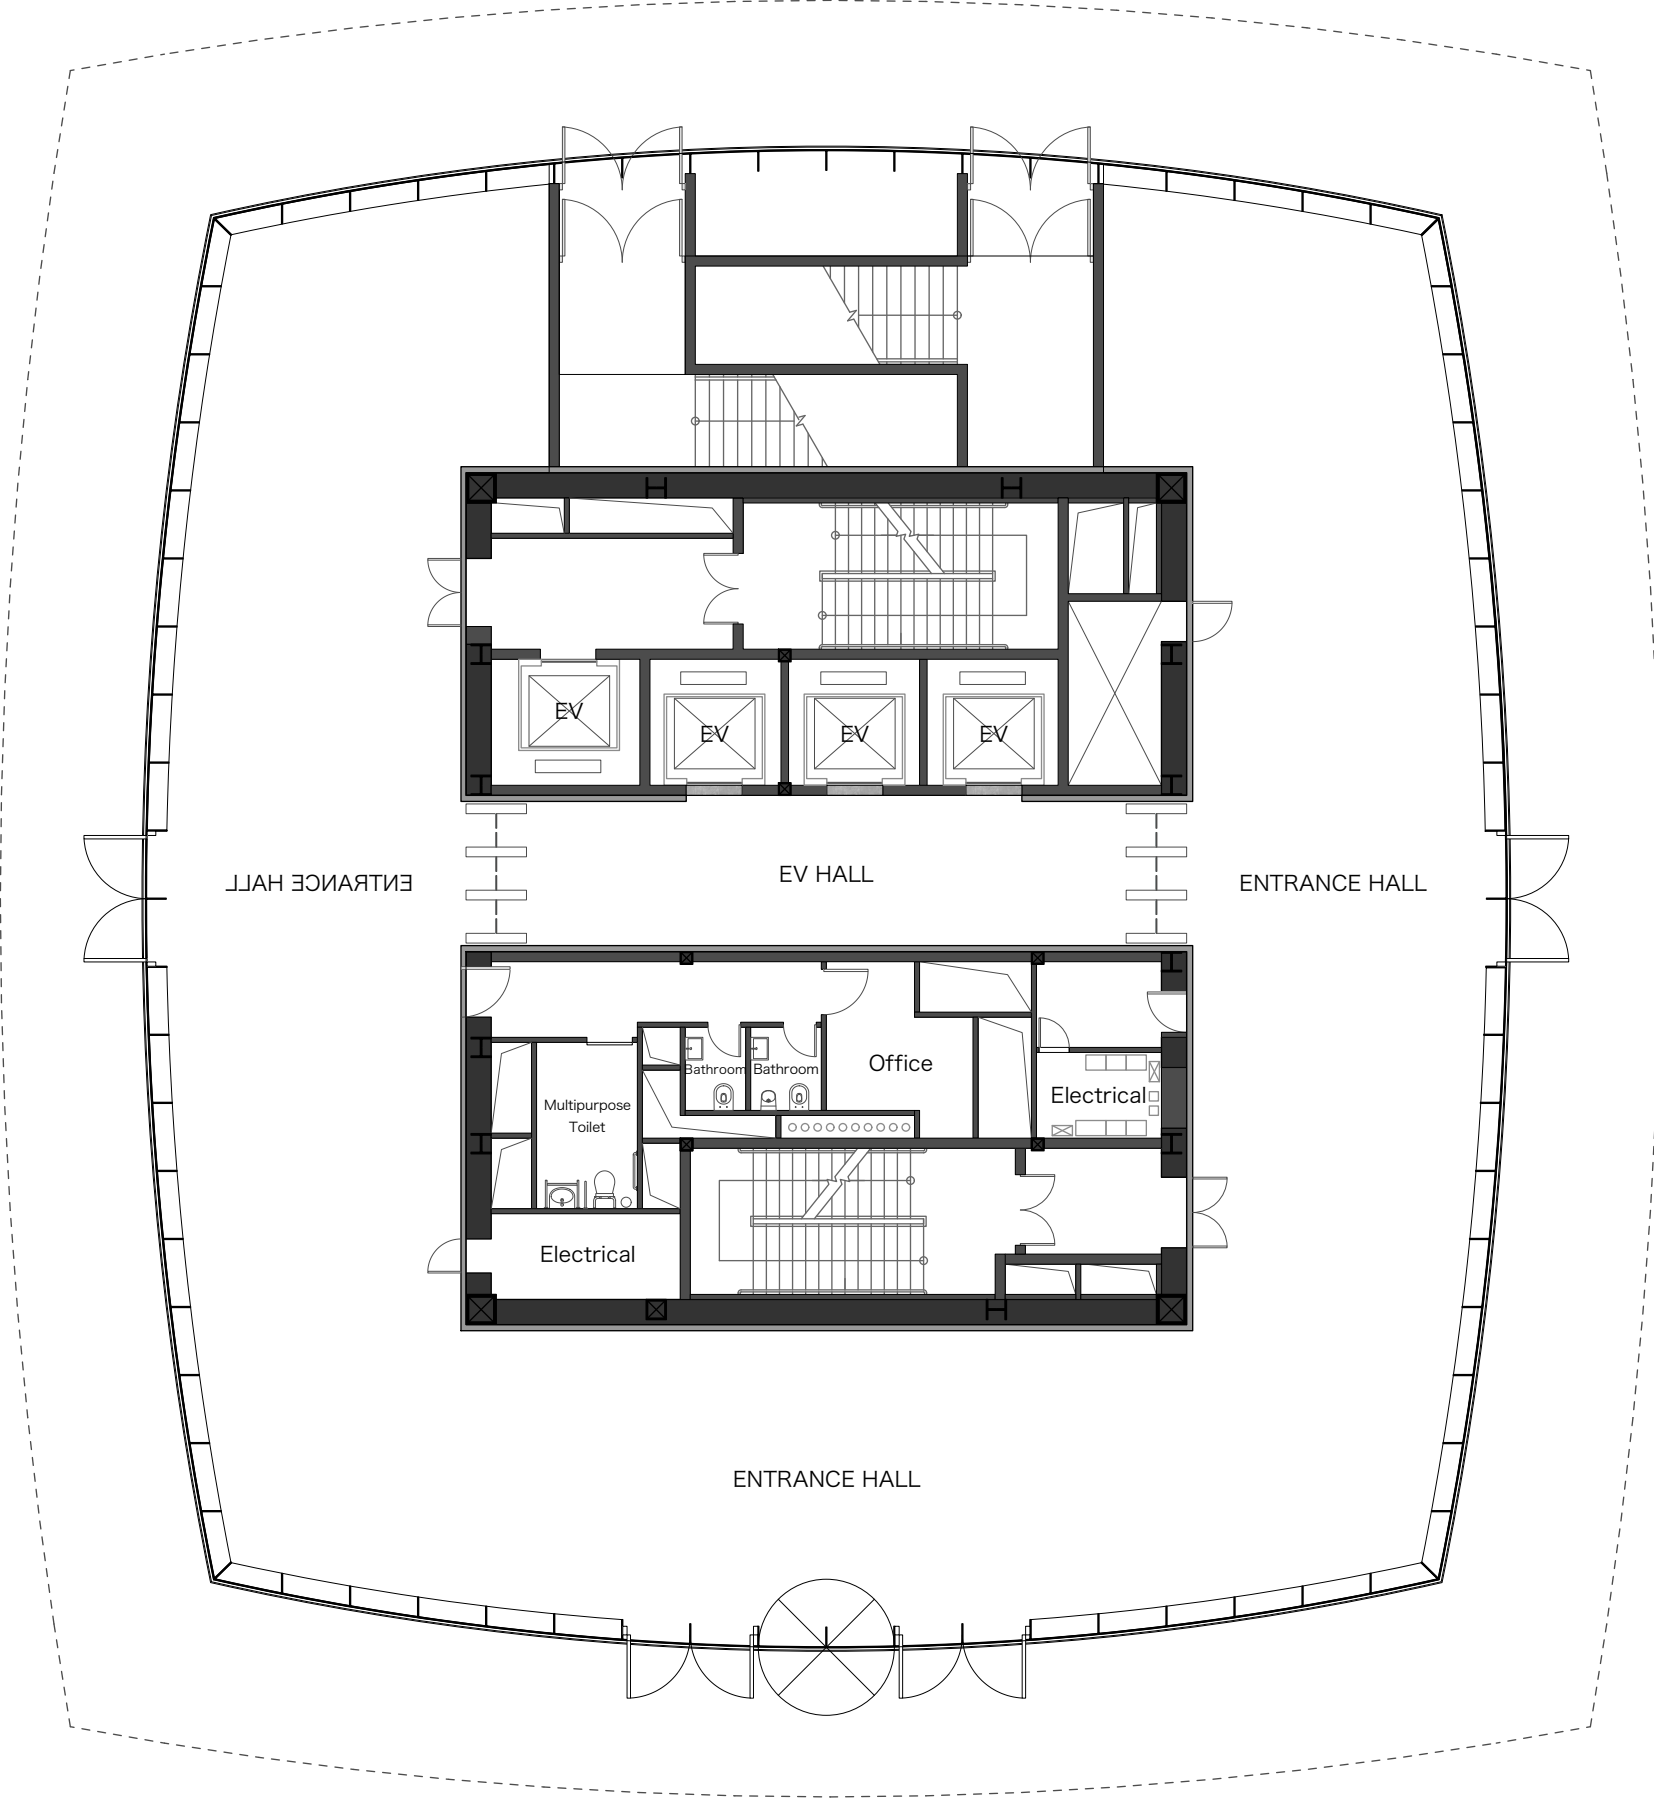 EV
EV
EV
EV
EV HALL
ENTRANCE HALL
ENTRANCE HALL
Office
Bathroom
Bathroom
Electrical
Multipurpose
Toilet
Electrical
ENTRANCE HALL